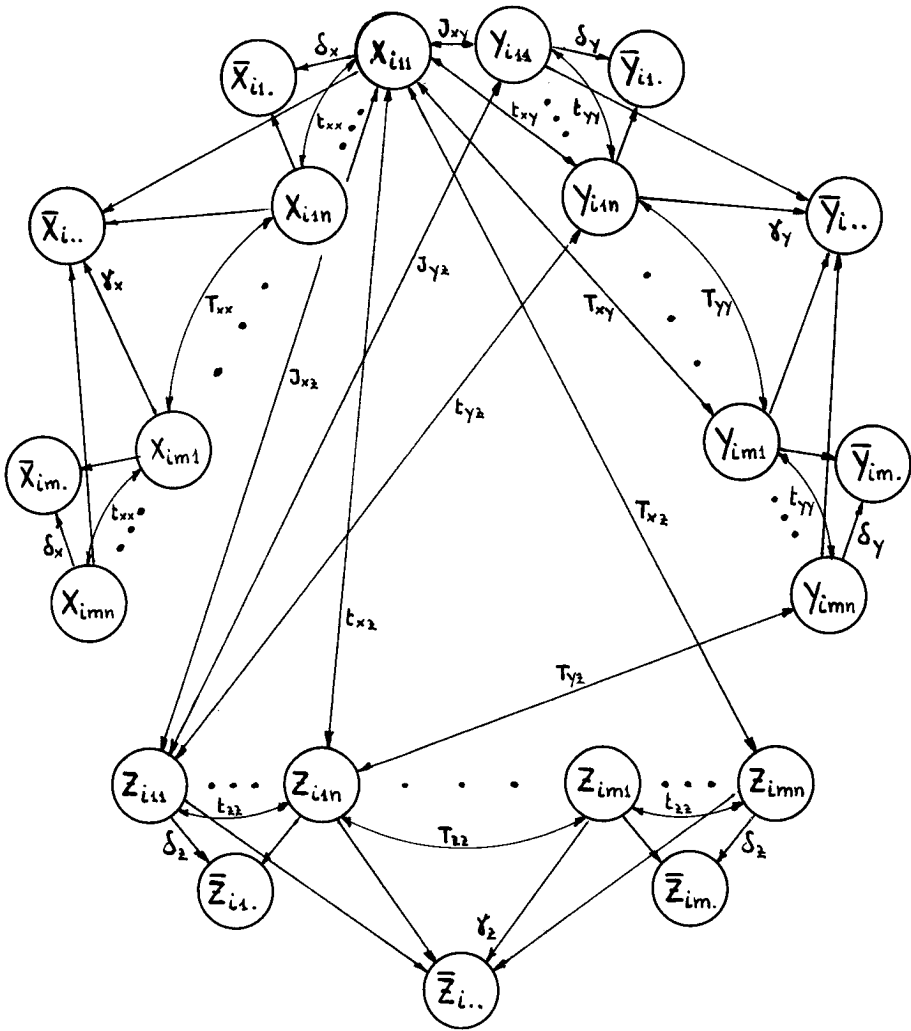 X̄i1. δx Xi11 Jxy Yi11 δy Ȳi1.
txx txy tyy
X̄i.. Xi1n Yi1n Ȳi..
γx Txx Jyz Txy Tyy γy
Jxz tyz
X̄im. Xim1 Yim1 Ȳim.
δx txx Txz tyy δy
Ximn Yimn
txz
Tyz
Zi11 tzz Zi1n Zim1 tzz Zimn
δz Tzz δz
Z̄i1. Z̄im.
γz
Z̄i..